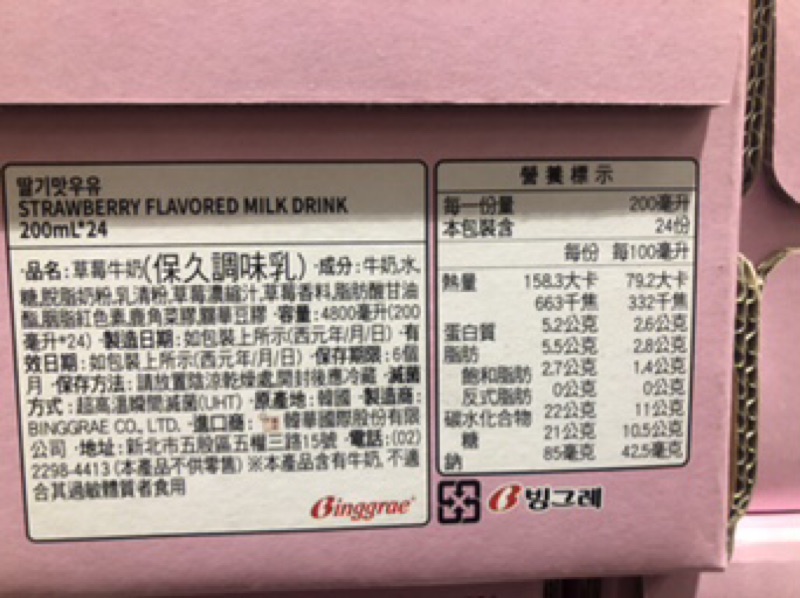 딸기맛우유
STRAWBERRY FLAVORED MILK DRINK
200mL*24
·品名:草莓牛奶(保久調味乳)·成分:牛奶,水,
糖,脫脂奶粉,乳清粉,草莓濃縮汁,草莓香料,脂肪酸甘油
酯,胭脂紅色素,鹿角菜膠,關華豆膠·容量:4800毫升(200
毫升*24)·製造日期:如包裝上所示(西元年/月/日)·有
效日期:如包裝上所示(西元年/月/日)·保存期限:6個
月·保存方法:請放置陰涼乾燥處,開封後應冷藏·滅菌
方式:超高溫瞬間滅菌(UHT)·原產地:韓國·製造商:
BINGGRAE CO., LTD.·進口商: 韓華國際股份有限
公司·地址:新北市五股區五權三路15號·電話:(02)
2298-4413(本產品不供零售)※本產品含有牛奶,不適
合其過敏體質者食用
Binggrae
營養標示
每一份量 200毫升
本包裝含 24份
每份 每100毫升
熱量 158.3大卡 79.2大卡
663千焦 332千焦
蛋白質 5.2公克 2.6公克
脂肪 5.5公克 2.8公克
飽和脂肪 2.7公克 1.4公克
反式脂肪 0公克 0公克
碳水化合物 22公克 11公克
糖 21公克 10.5公克
鈉 85毫克 42.5毫克
빙그레